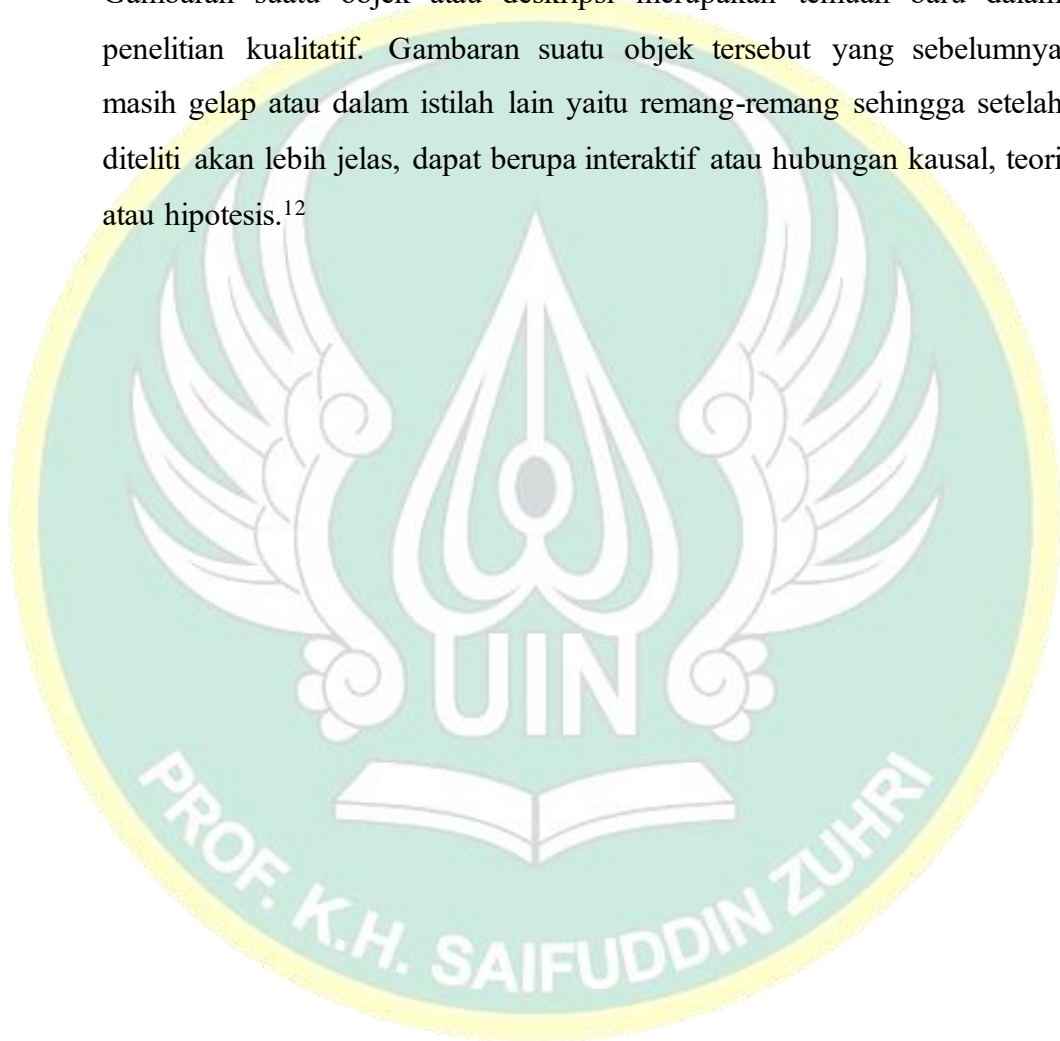 Gambaran suatu objek atau deskripsi merupakan temuan baru dalam
penelitian kualitatif. Gambaran suatu objek tersebut yang sebelumnya
masih gelap atau dalam istilah lain yaitu remang-remang sehingga setelah
diteliti akan lebih jelas, dapat berupa interaktif atau hubungan kausal, teori
atau hipotesis.¹²
UIN
PROF. K.H. SAIFUDDIN ZUHRI